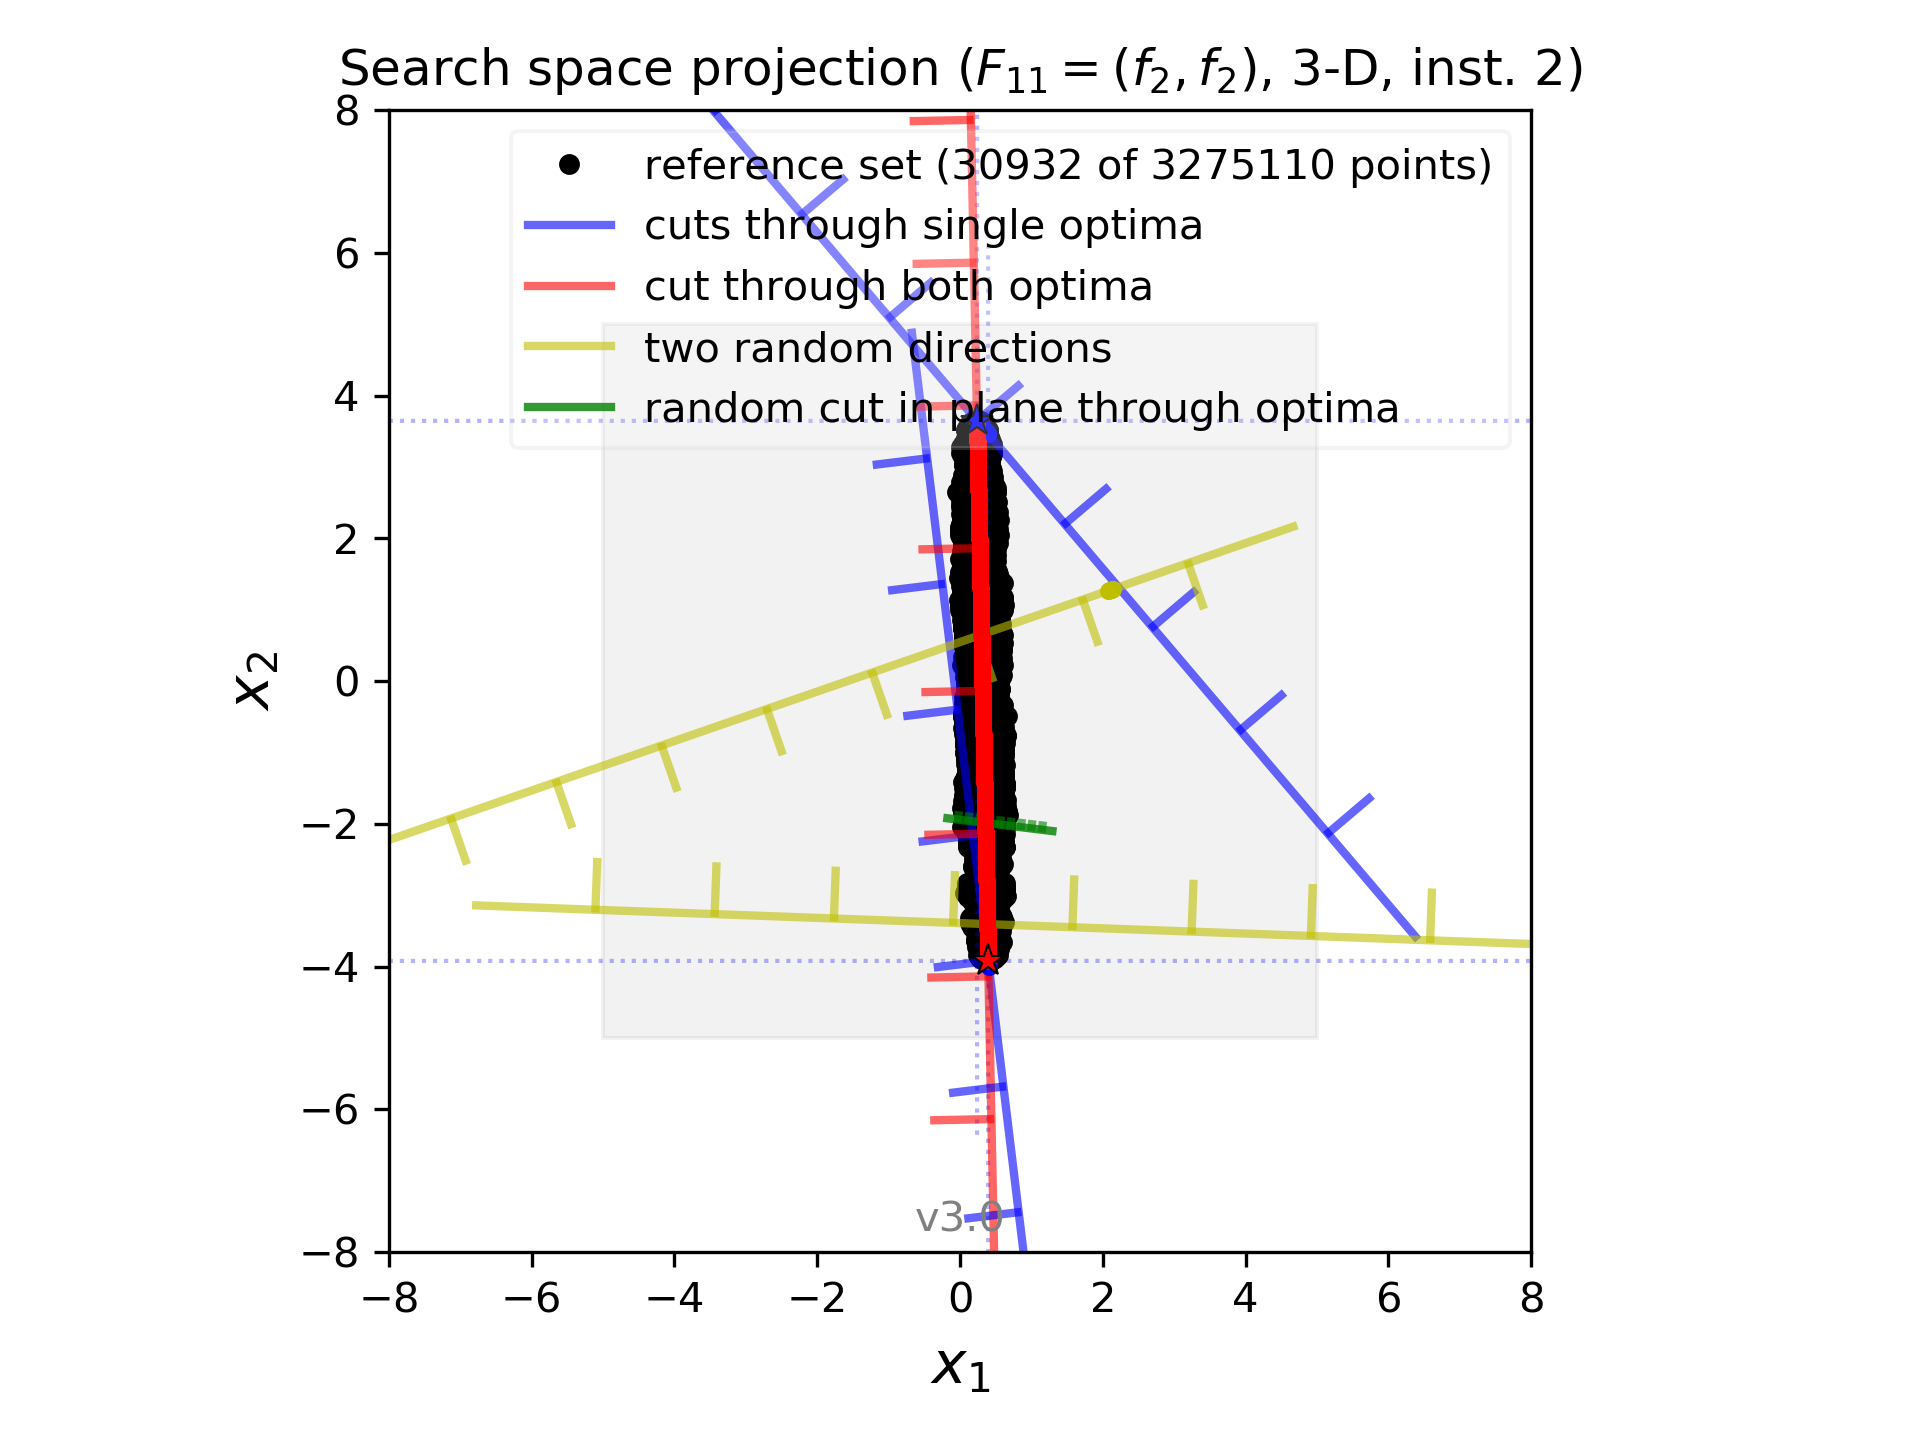 Search space projection (F₁₁ = (f₂, f₂), 3-D, inst. 2)
reference set (30932 of 3275110 points)
cuts through single optima
cut through both optima
two random directions
random cut in plane through optima
8
6
4
2
0
−2
−4
−6
−8
x₂
v3.0
−8 −6 −4 −2 0 2 4 6 8
x₁